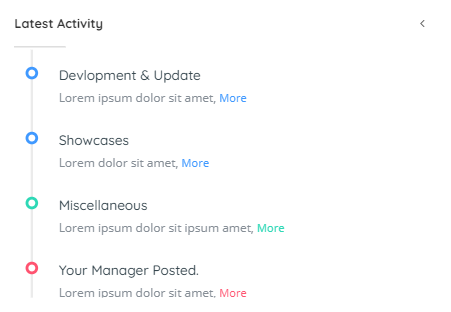 Latest Activity
Devlopment & Update
Lorem ipsum dolor sit amet, More
Showcases
Lorem dolor sit amet, More
Miscellaneous
Lorem ipsum dolor sit ipsum amet, More
Your Manager Posted.
Lorem ipsum dolor sit amet, More